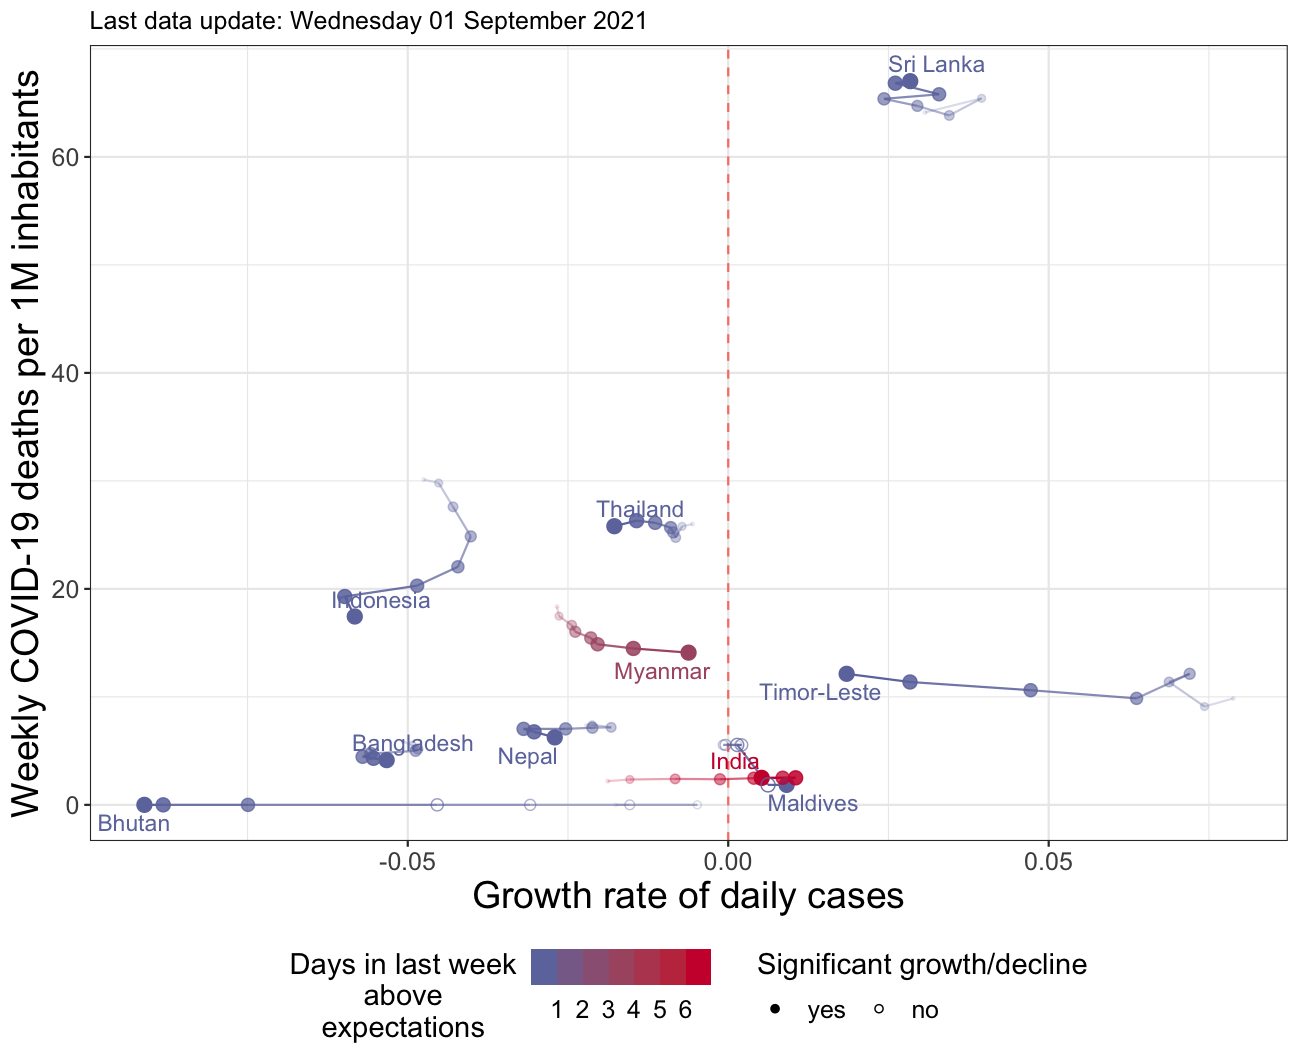 Last data update: Wednesday 01 September 2021
Weekly COVID-19 deaths per 1M inhabitants
60
40
20
0
Sri Lanka
Thailand
Indonesia
Myanmar
Timor-Leste
Bangladesh
Nepal
India
Maldives
Bhutan
-0.05
0.00
0.05
Growth rate of daily cases
Days in last week
above
expectations
1 2 3 4 5 6
Significant growth/decline
yes no